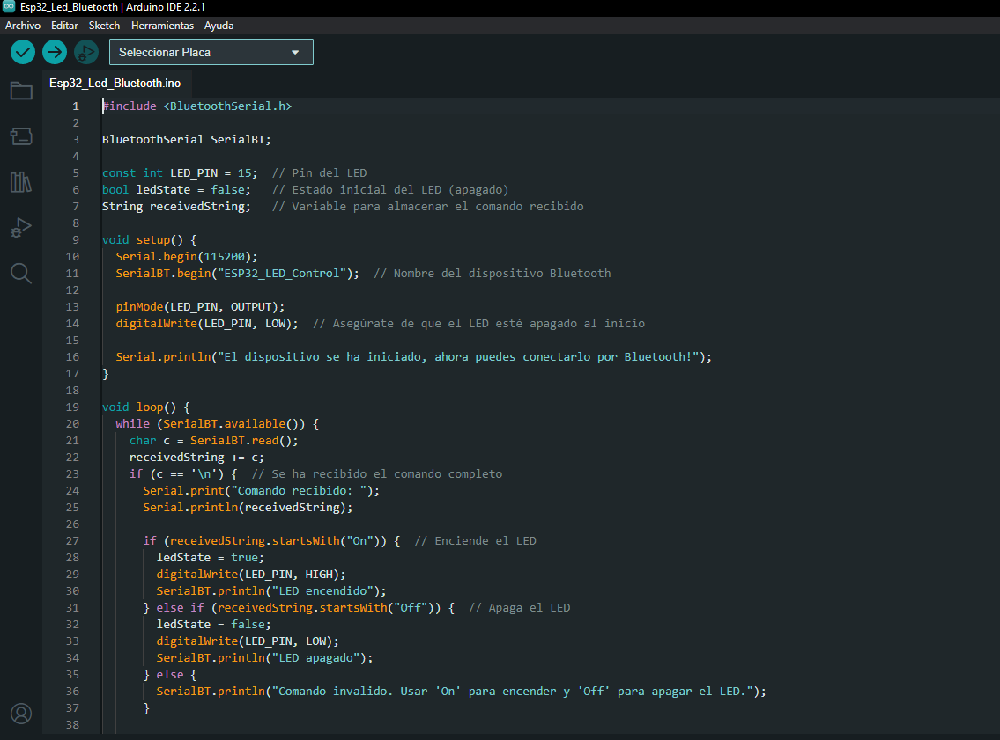 Esp32_Led_Bluetooth | Arduino IDE 2.2.1
Archivo Editar Sketch Herramientas Ayuda
Seleccionar Placa
Esp32_Led_Bluetooth.ino
1 #include <BluetoothSerial.h>
2
3 BluetoothSerial SerialBT;
4
5 const int LED_PIN = 15;  // Pin del LED
6 bool ledState = false;   // Estado inicial del LED (apagado)
7 String receivedString;   // Variable para almacenar el comando recibido
8
9 void setup() {
10   Serial.begin(115200);
11   SerialBT.begin("ESP32_LED_Control");  // Nombre del dispositivo Bluetooth
12
13   pinMode(LED_PIN, OUTPUT);
14   digitalWrite(LED_PIN, LOW);  // Asegúrate de que el LED esté apagado al inicio
15
16   Serial.println("El dispositivo se ha iniciado, ahora puedes conectarlo por Bluetooth!");
17 }
18
19 void loop() {
20   while (SerialBT.available()) {
21     char c = SerialBT.read();
22     receivedString += c;
23     if (c == '\n') {  // Se ha recibido el comando completo
24       Serial.print("Comando recibido: ");
25       Serial.println(receivedString);
26
27       if (receivedString.startsWith("On")) {  // Enciende el LED
28         ledState = true;
29         digitalWrite(LED_PIN, HIGH);
30         SerialBT.println("LED encendido");
31       } else if (receivedString.startsWith("Off")) {  // Apaga el LED
32         ledState = false;
33         digitalWrite(LED_PIN, LOW);
34         SerialBT.println("LED apagado");
35       } else {
36         SerialBT.println("Comando invalido. Usar 'On' para encender y 'Off' para apagar el LED.");
37       }
38